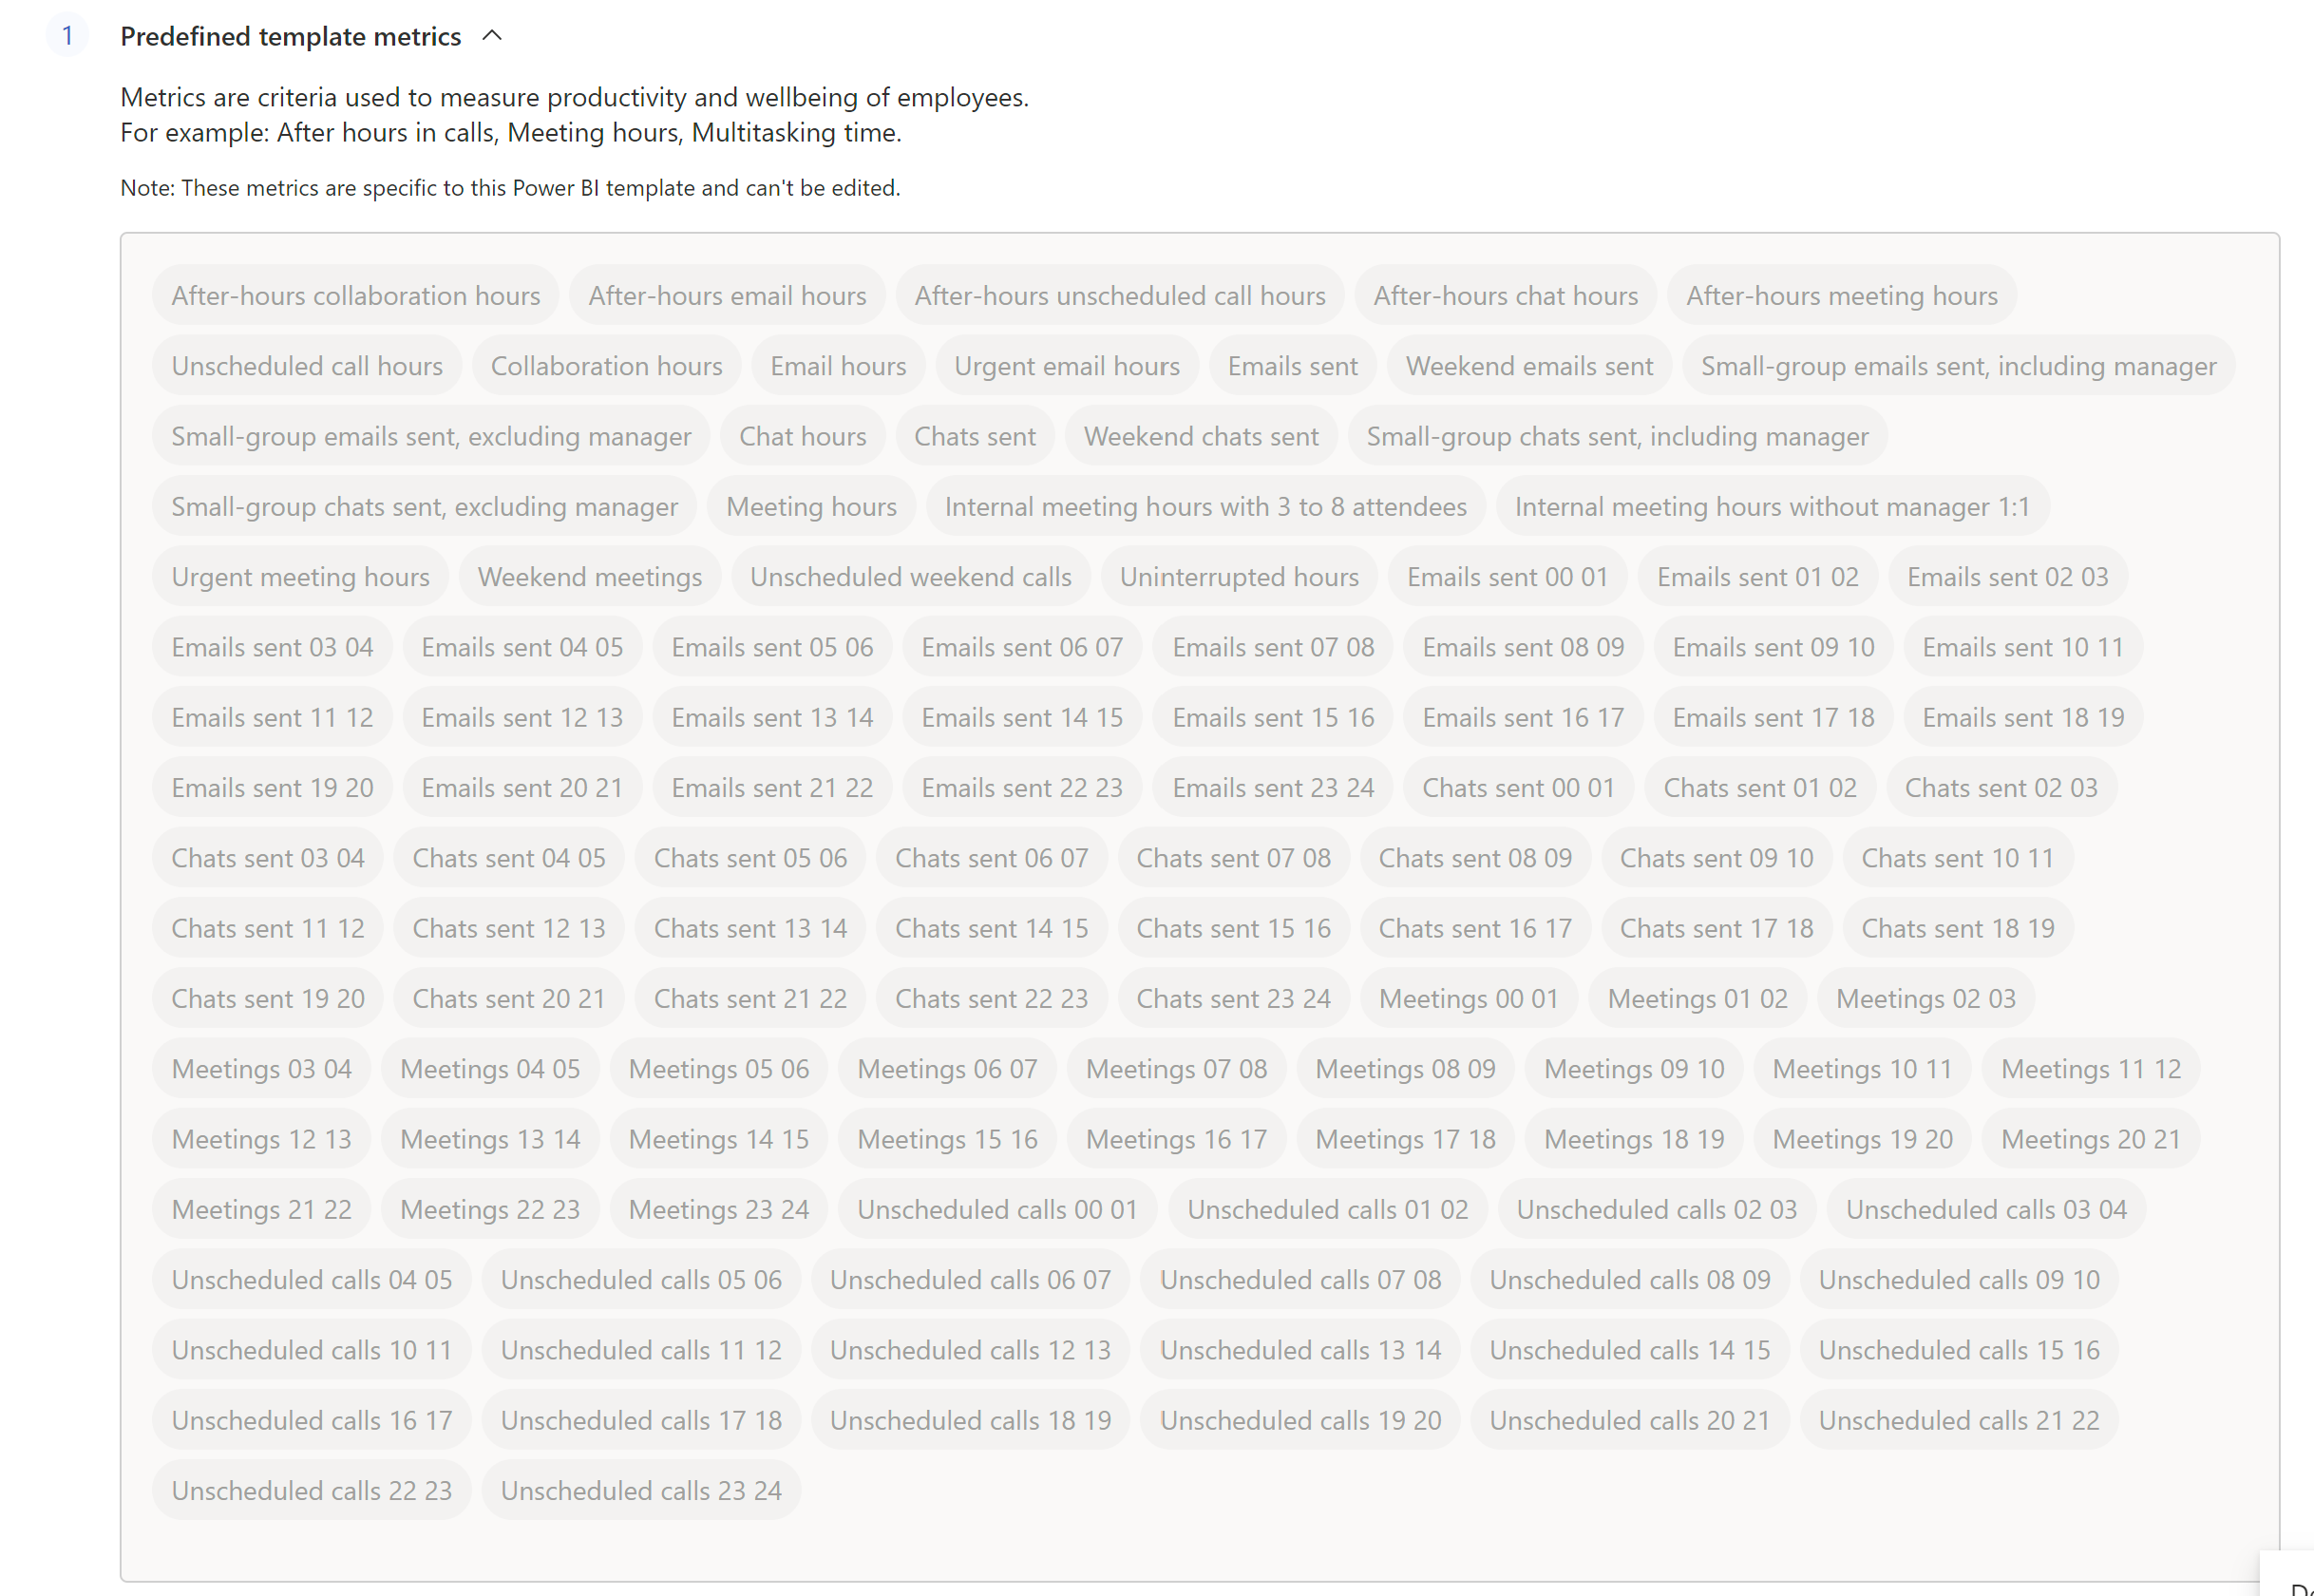 1 Predefined template metrics
Metrics are criteria used to measure productivity and wellbeing of employees.
For example: After hours in calls, Meeting hours, Multitasking time.
Note: These metrics are specific to this Power BI template and can't be edited.
After-hours collaboration hours After-hours email hours After-hours unscheduled call hours After-hours chat hours After-hours meeting hours
Unscheduled call hours Collaboration hours Email hours Urgent email hours Emails sent Weekend emails sent Small-group emails sent, including manager
Small-group emails sent, excluding manager Chat hours Chats sent Weekend chats sent Small-group chats sent, including manager
Small-group chats sent, excluding manager Meeting hours Internal meeting hours with 3 to 8 attendees Internal meeting hours without manager 1:1
Urgent meeting hours Weekend meetings Unscheduled weekend calls Uninterrupted hours Emails sent 00 01 Emails sent 01 02 Emails sent 02 03
Emails sent 03 04 Emails sent 04 05 Emails sent 05 06 Emails sent 06 07 Emails sent 07 08 Emails sent 08 09 Emails sent 09 10 Emails sent 10 11
Emails sent 11 12 Emails sent 12 13 Emails sent 13 14 Emails sent 14 15 Emails sent 15 16 Emails sent 16 17 Emails sent 17 18 Emails sent 18 19
Emails sent 19 20 Emails sent 20 21 Emails sent 21 22 Emails sent 22 23 Emails sent 23 24 Chats sent 00 01 Chats sent 01 02 Chats sent 02 03
Chats sent 03 04 Chats sent 04 05 Chats sent 05 06 Chats sent 06 07 Chats sent 07 08 Chats sent 08 09 Chats sent 09 10 Chats sent 10 11
Chats sent 11 12 Chats sent 12 13 Chats sent 13 14 Chats sent 14 15 Chats sent 15 16 Chats sent 16 17 Chats sent 17 18 Chats sent 18 19
Chats sent 19 20 Chats sent 20 21 Chats sent 21 22 Chats sent 22 23 Chats sent 23 24 Meetings 00 01 Meetings 01 02 Meetings 02 03
Meetings 03 04 Meetings 04 05 Meetings 05 06 Meetings 06 07 Meetings 07 08 Meetings 08 09 Meetings 09 10 Meetings 10 11 Meetings 11 12
Meetings 12 13 Meetings 13 14 Meetings 14 15 Meetings 15 16 Meetings 16 17 Meetings 17 18 Meetings 18 19 Meetings 19 20 Meetings 20 21
Meetings 21 22 Meetings 22 23 Meetings 23 24 Unscheduled calls 00 01 Unscheduled calls 01 02 Unscheduled calls 02 03 Unscheduled calls 03 04
Unscheduled calls 04 05 Unscheduled calls 05 06 Unscheduled calls 06 07 Unscheduled calls 07 08 Unscheduled calls 08 09 Unscheduled calls 09 10
Unscheduled calls 10 11 Unscheduled calls 11 12 Unscheduled calls 12 13 Unscheduled calls 13 14 Unscheduled calls 14 15 Unscheduled calls 15 16
Unscheduled calls 16 17 Unscheduled calls 17 18 Unscheduled calls 18 19 Unscheduled calls 19 20 Unscheduled calls 20 21 Unscheduled calls 21 22
Unscheduled calls 22 23 Unscheduled calls 23 24